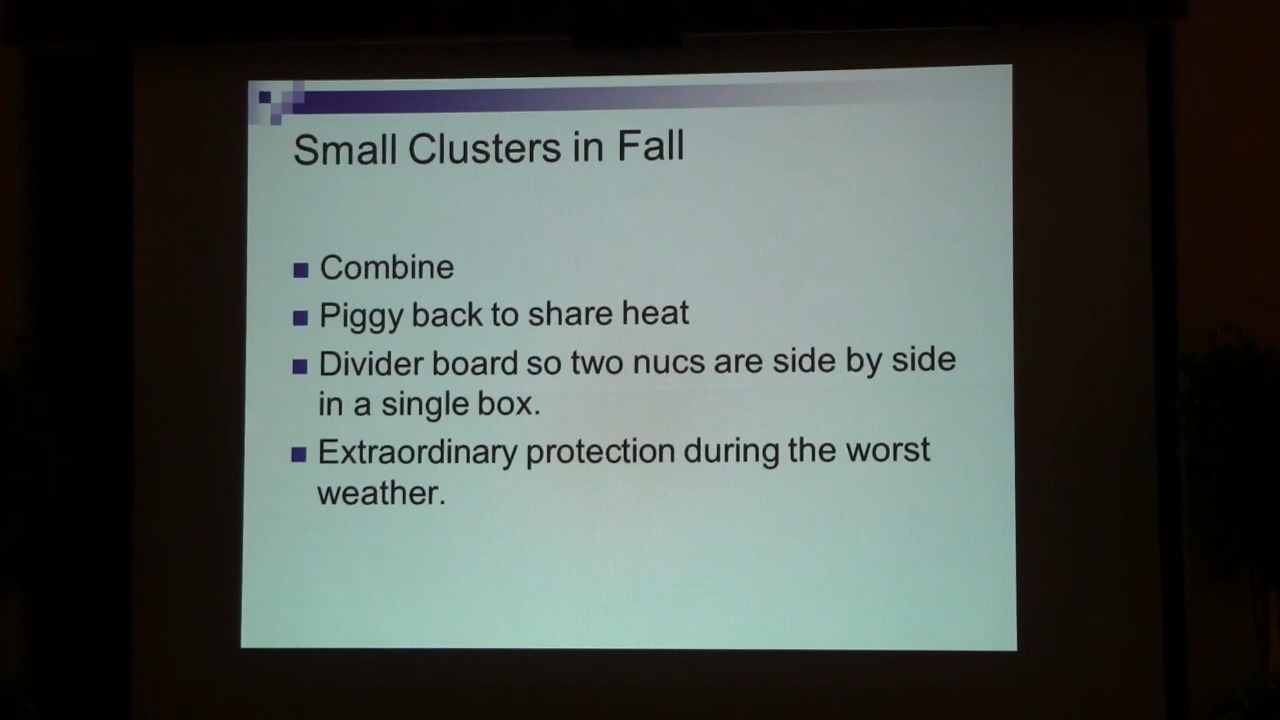 Small Clusters in Fall
Combine
Piggy back to share heat
Divider board so two nucs are side by side
in a single box.
Extraordinary protection during the worst
weather.